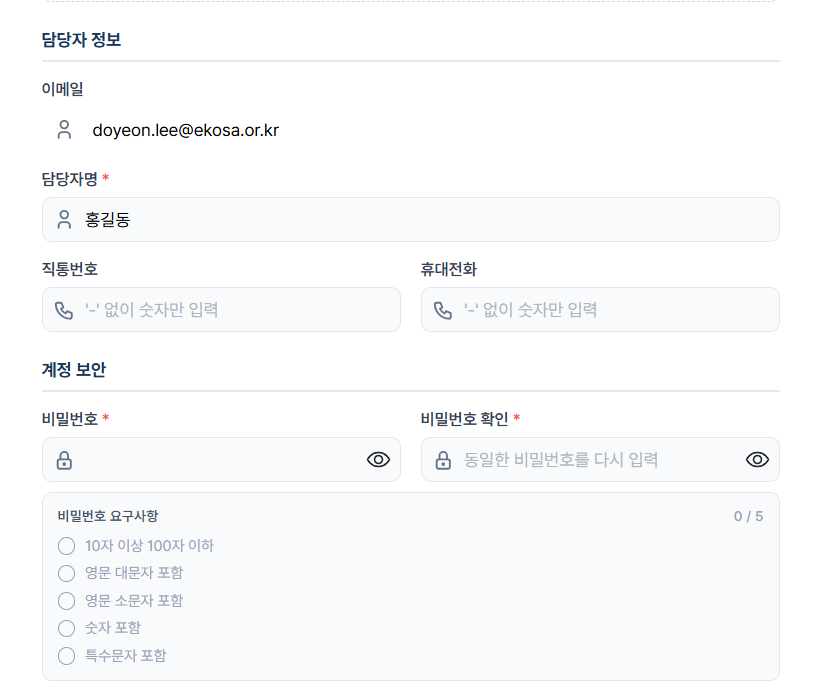 담당자 정보
이메일
doyeon.lee@ekosa.or.kr
담당자명 *
홍길동
직통번호 휴대전화
'-' 없이 숫자만 입력 '-' 없이 숫자만 입력
계정 보안
비밀번호 * 비밀번호 확인 *
동일한 비밀번호를 다시 입력
비밀번호 요구사항 0 / 5
10자 이상 100자 이하
영문 대문자 포함
영문 소문자 포함
숫자 포함
특수문자 포함